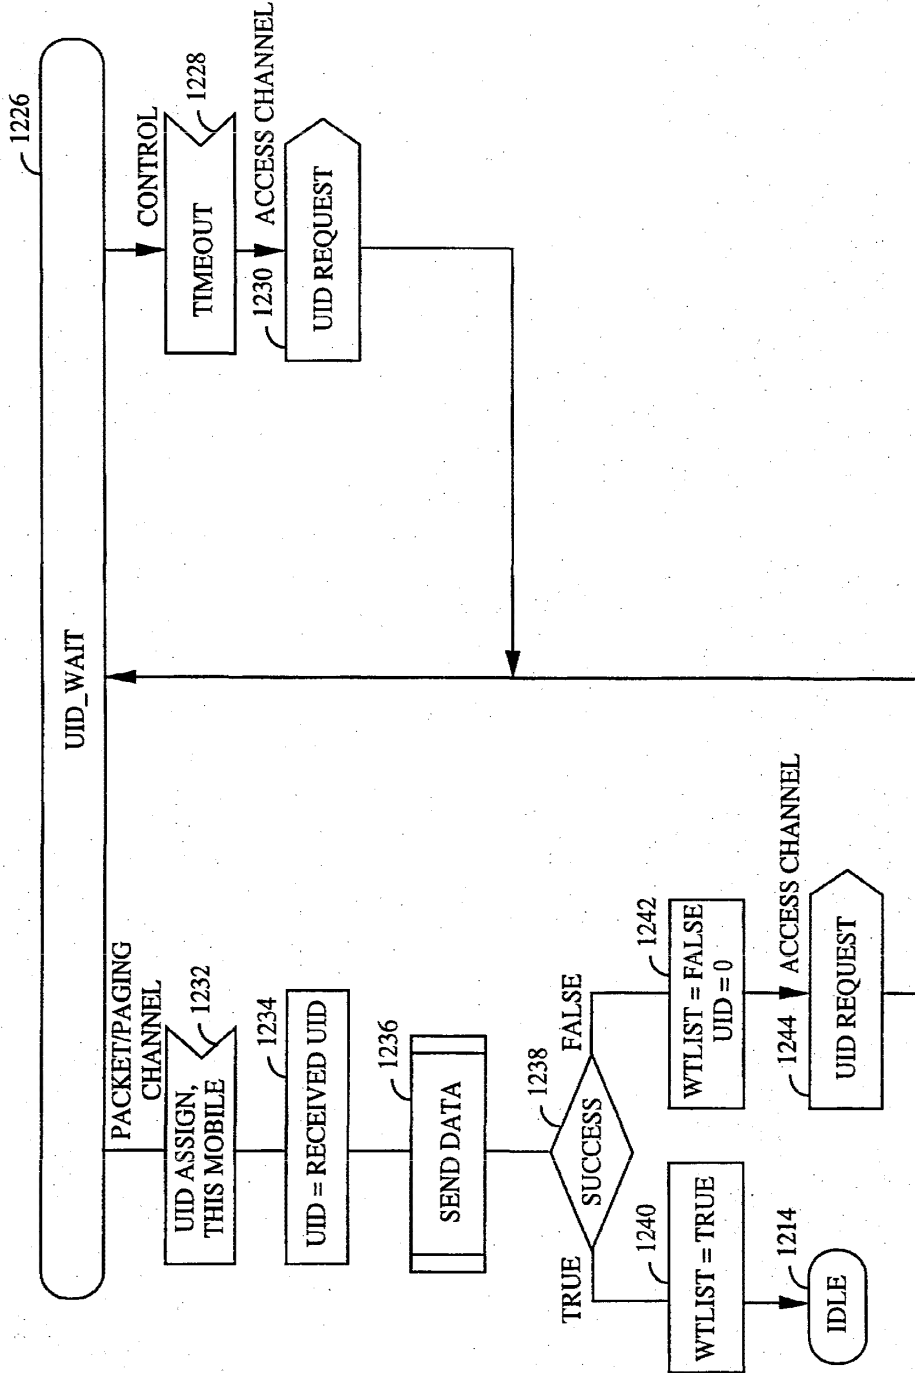 1226
UID_WAIT
PACKET/PAGING
CHANNEL
1232
UID ASSIGN,
THIS MOBILE
1234
UID = RECEIVED UID
1236
SEND DATA
1238
SUCCESS
TRUE
FALSE
1240
WTLIST = TRUE
1214
IDLE
1242
WTLIST = FALSE
UID = 0
ACCESS CHANNEL
1244
UID REQUEST
CONTROL
1228
TIMEOUT
ACCESS CHANNEL
1230
UID REQUEST